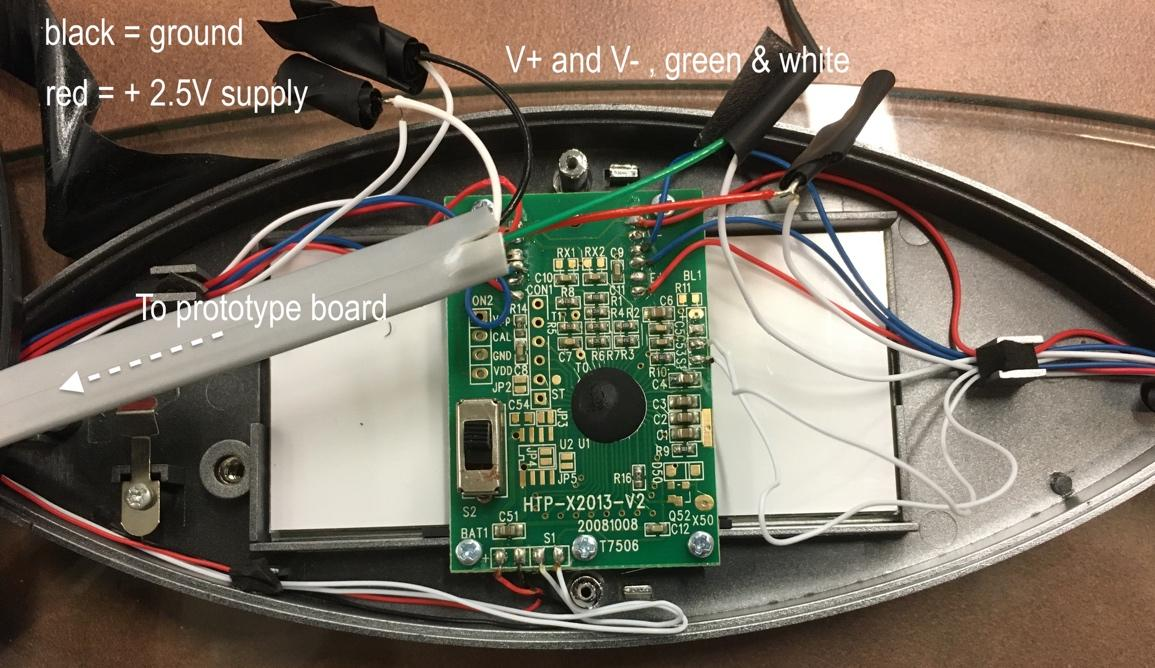 black = ground
red = + 2.5V supply
V+ and V- , green & white
To prototype board
RX1 RX2 C9
C10
CON1
C11
BL1
R11
ON2
R14
R8
R1
C6
T1
R4 R2
R5
CAL
GND
C7
R6 R7 R3
VDD C8
T0
R10
C4
JP2
ST
C54
JP3
C3
C2
C1
U2 U1
R9
JP4
JP5
R16
D50
S2
HTP-X2013-V2
20081008
Q52 X50
C51
C12
BAT1
S1
T7506
+